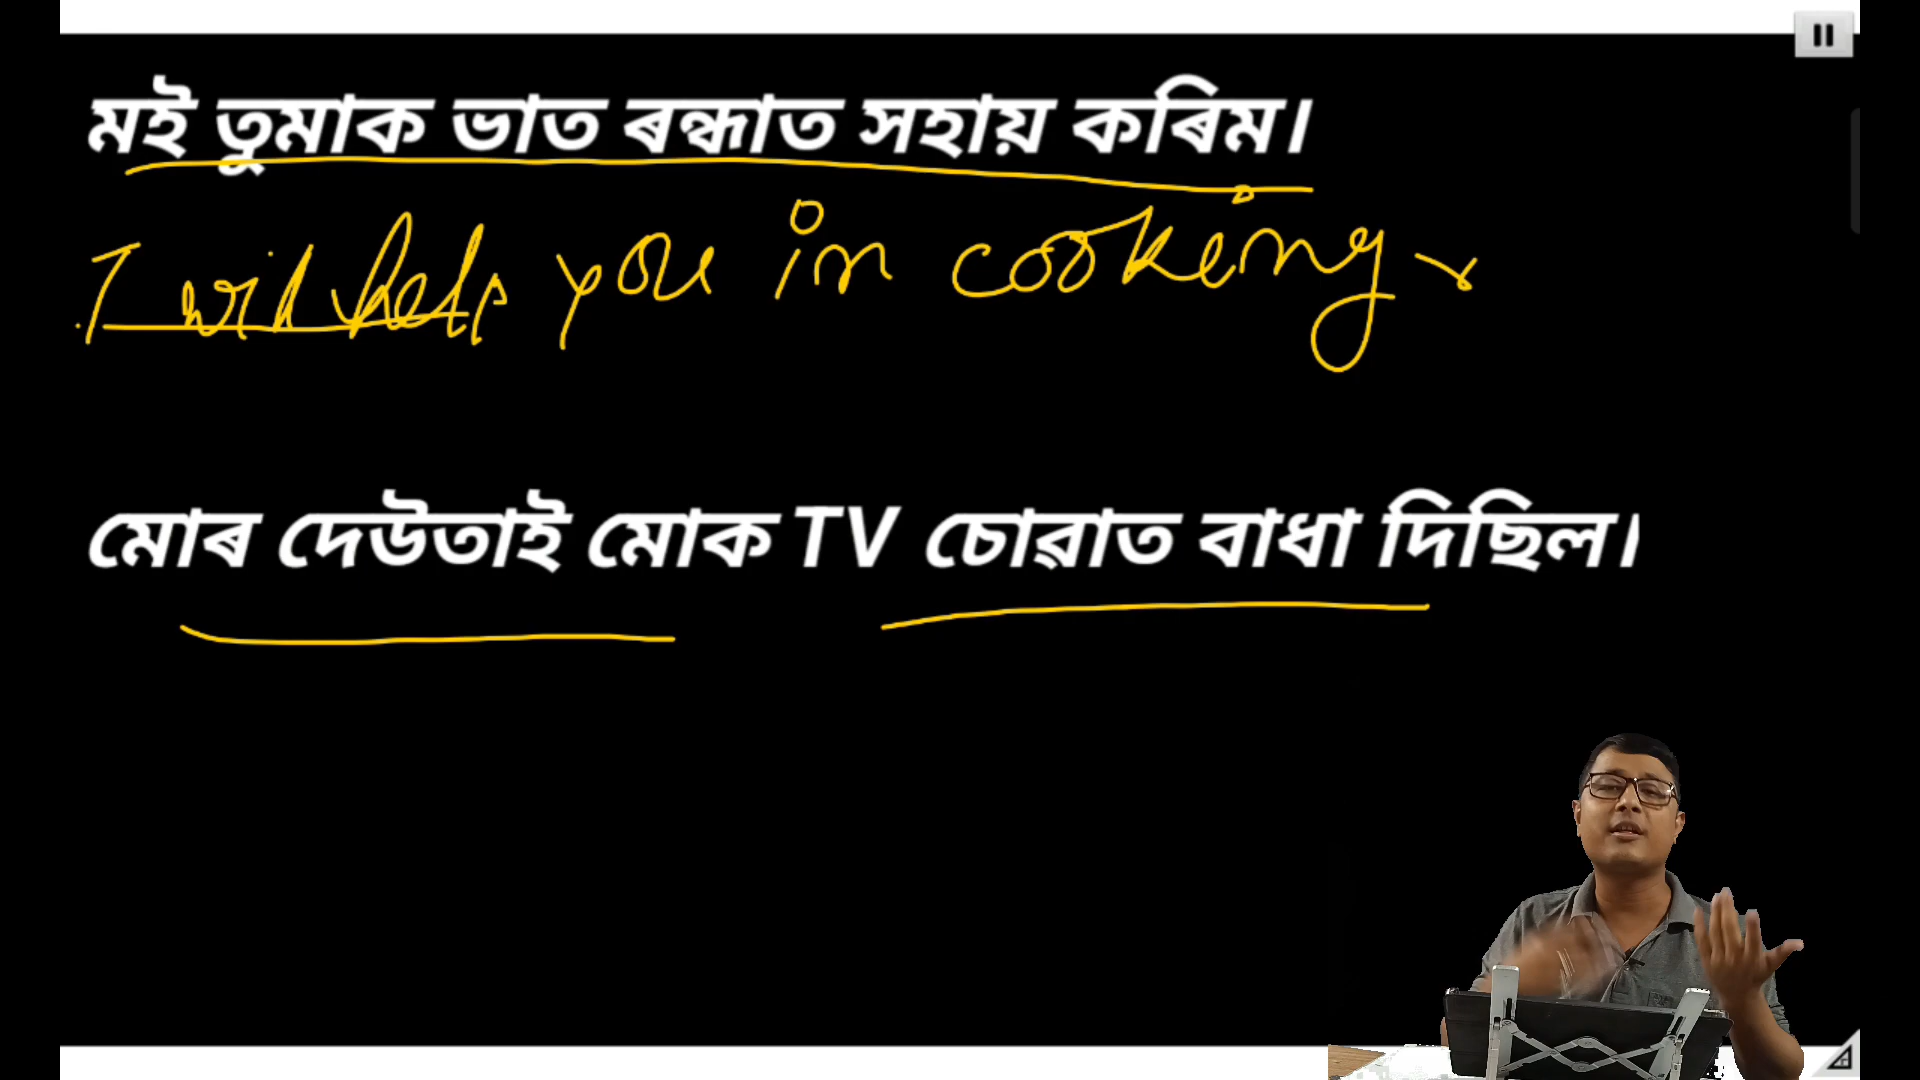 মই তুমাক ভাত ৰন্ধাত সহায় কৰিম।
I will help you in cooking
মোৰ দেউতাই মোক TV চোৱাত বাধা দিছিল।